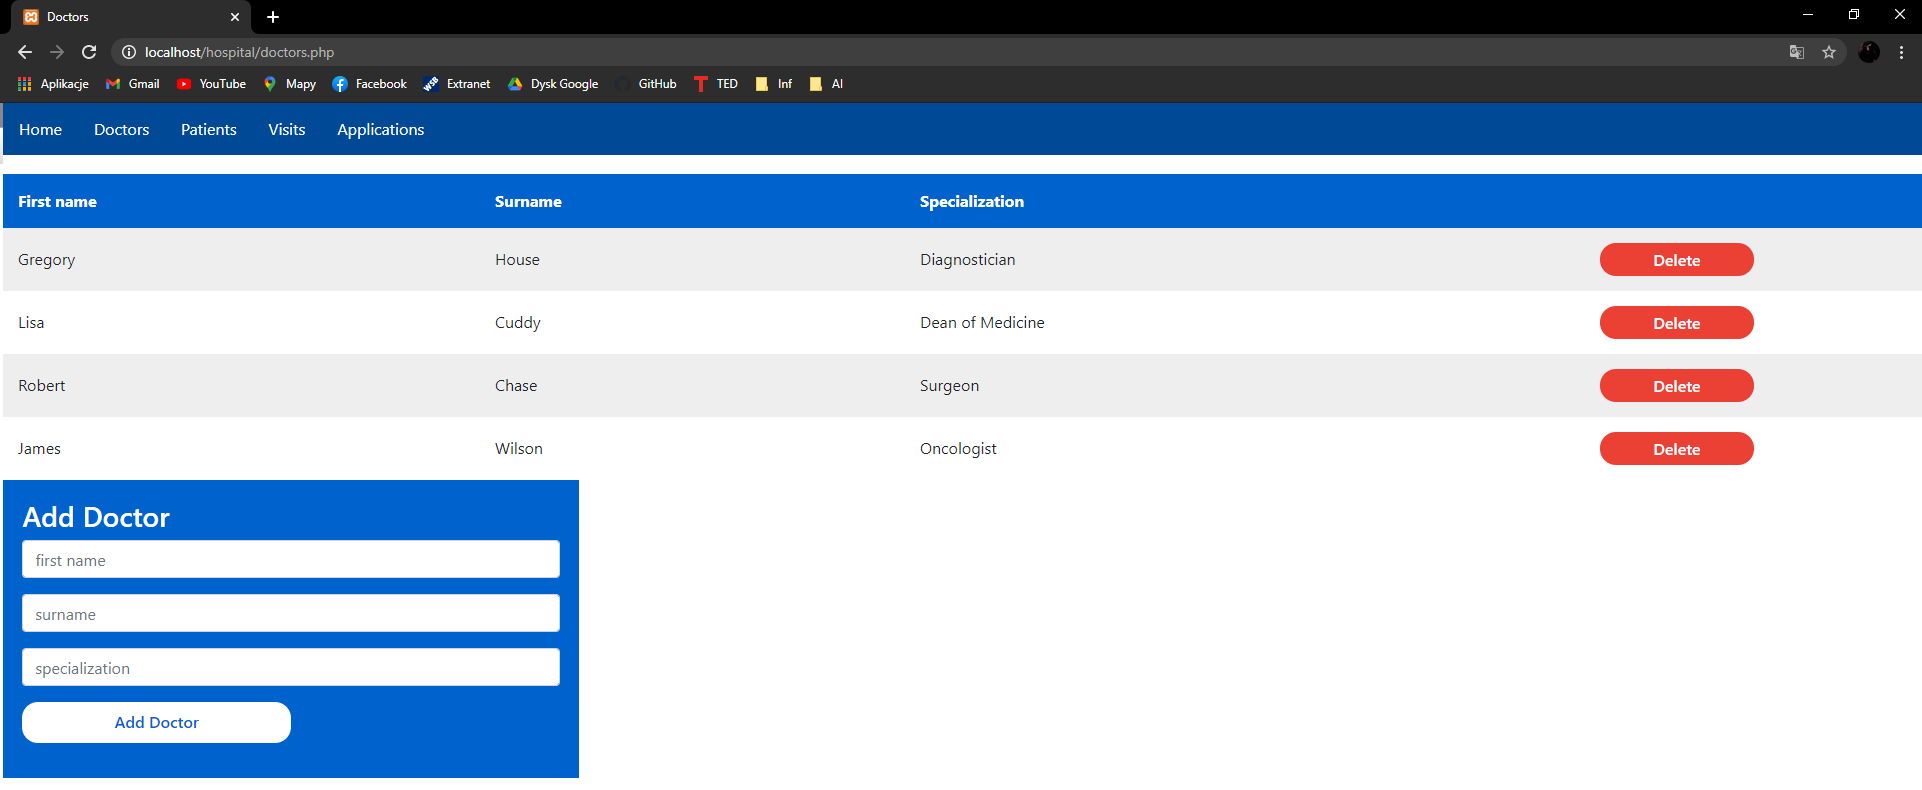 Doctors
localhost/hospital/doctors.php
Aplikacje Gmail YouTube Mapy Facebook WSB Extranet Dysk Google GitHub TED Inf AI
Home Doctors Patients Visits Applications
First name Surname Specialization
Gregory House Diagnostician Delete
Lisa Cuddy Dean of Medicine Delete
Robert Chase Surgeon Delete
James Wilson Oncologist Delete
Add Doctor
first name
surname
specialization
Add Doctor